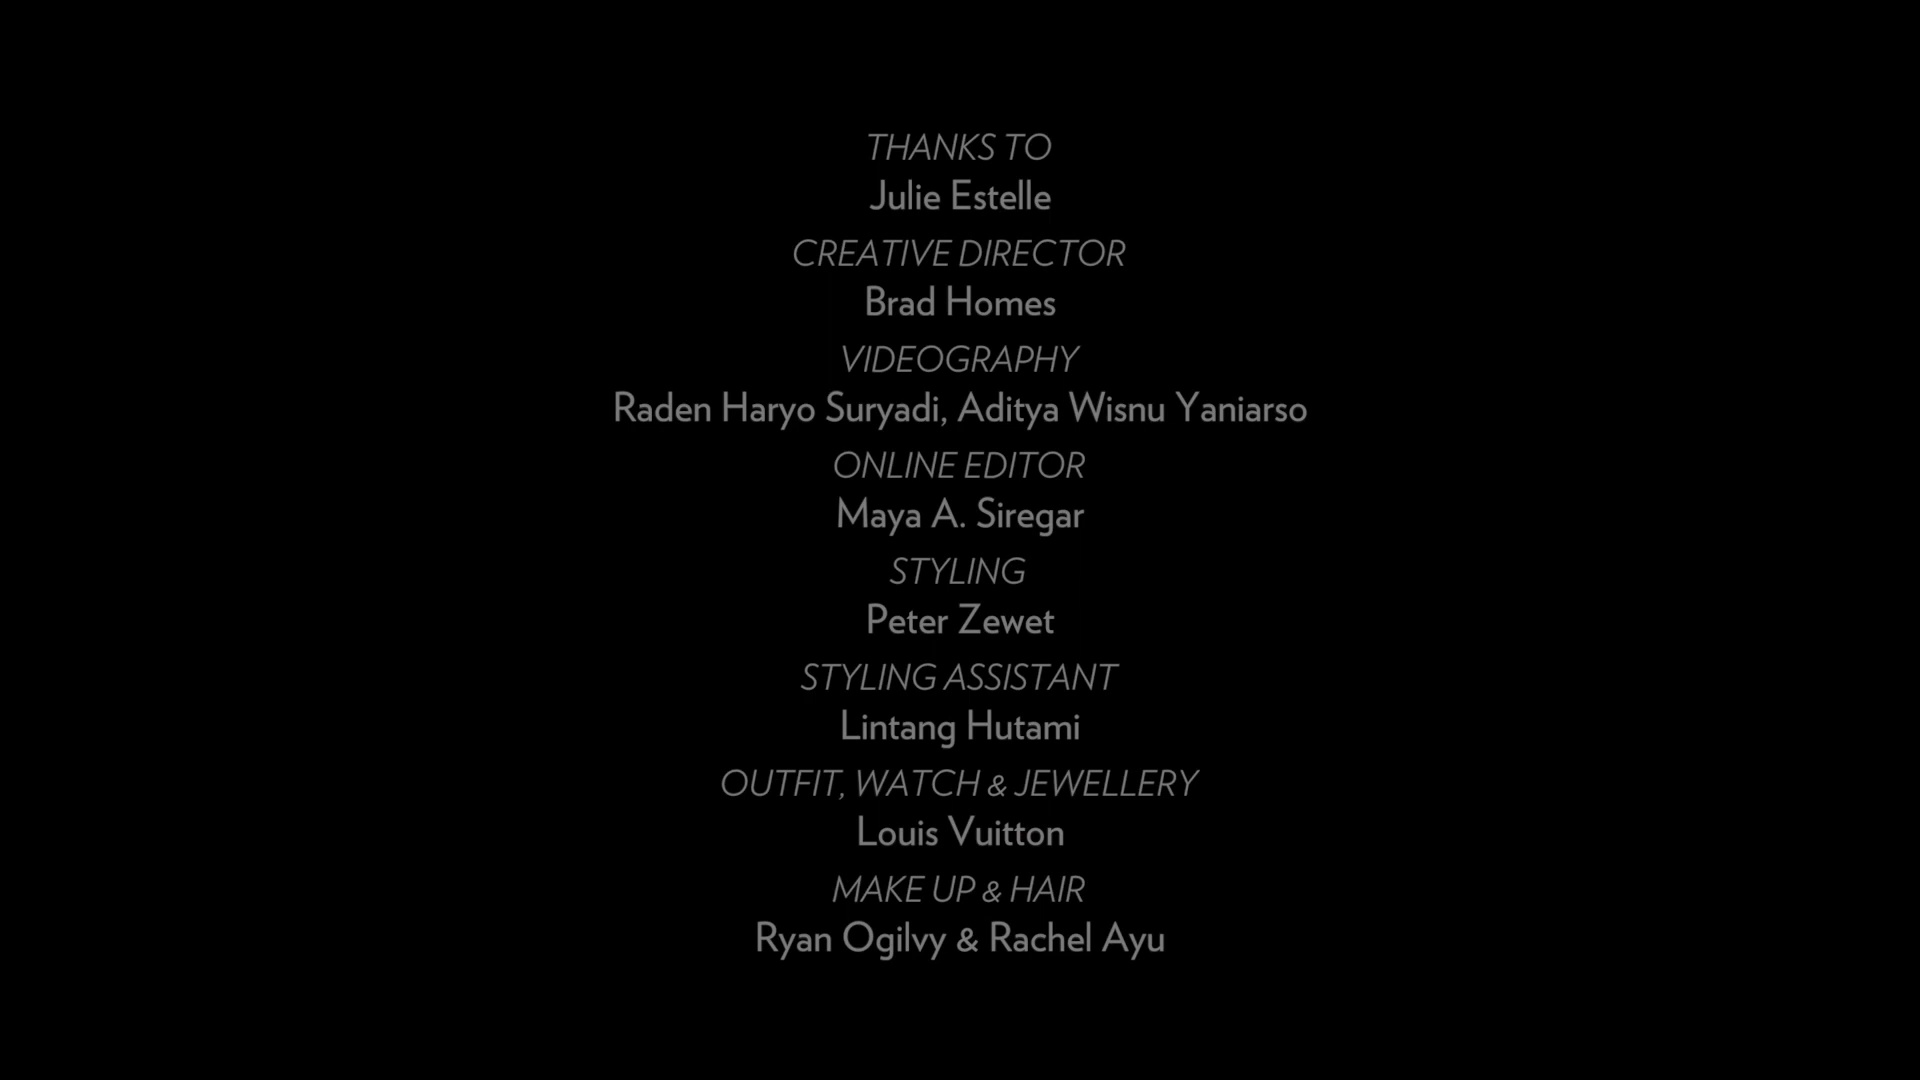 THANKS TO
Julie Estelle
CREATIVE DIRECTOR
Brad Homes
VIDEOGRAPHY
Raden Haryo Suryadi, Aditya Wisnu Yaniarso
ONLINE EDITOR
Maya A. Siregar
STYLING
Peter Zewet
STYLING ASSISTANT
Lintang Hutami
OUTFIT, WATCH & JEWELLERY
Louis Vuitton
MAKE UP & HAIR
Ryan Ogilvy & Rachel Ayu